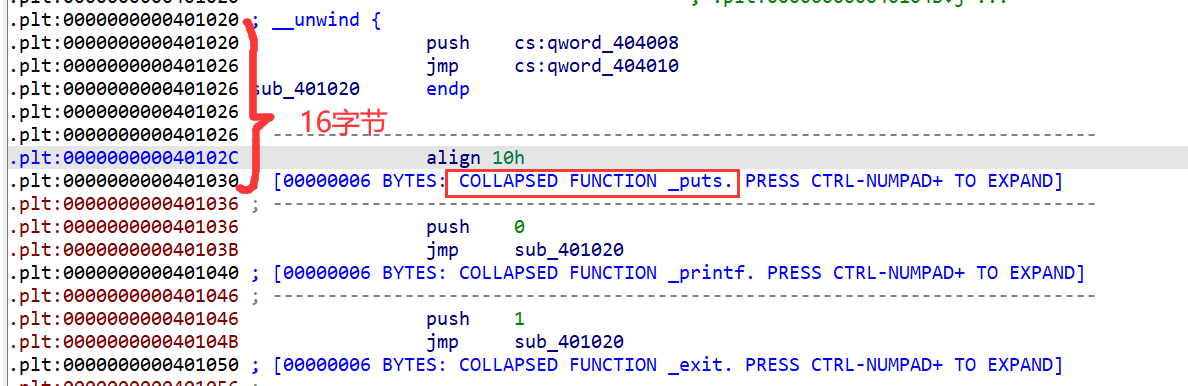 .plt:0000000000401020 ; __unwind {
.plt:0000000000401020 push cs:qword_404008
.plt:0000000000401026 jmp cs:qword_404010
.plt:0000000000401026 sub_401020 endp
.plt:0000000000401026
16字节
.plt:0000000000401026 ; ---------------------------------------------------------------------------
.plt:000000000040102C align 10h
.plt:0000000000401030 ; [00000006 BYTES: COLLAPSED FUNCTION _puts. PRESS CTRL-NUMPAD+ TO EXPAND]
.plt:0000000000401036 ; ---------------------------------------------------------------------------
.plt:0000000000401036 push 0
.plt:000000000040103B jmp sub_401020
.plt:0000000000401040 ; [00000006 BYTES: COLLAPSED FUNCTION _printf. PRESS CTRL-NUMPAD+ TO EXPAND]
.plt:0000000000401046 ; ---------------------------------------------------------------------------
.plt:0000000000401046 push 1
.plt:000000000040104B jmp sub_401020
.plt:0000000000401050 ; [00000006 BYTES: COLLAPSED FUNCTION _exit. PRESS CTRL-NUMPAD+ TO EXPAND]